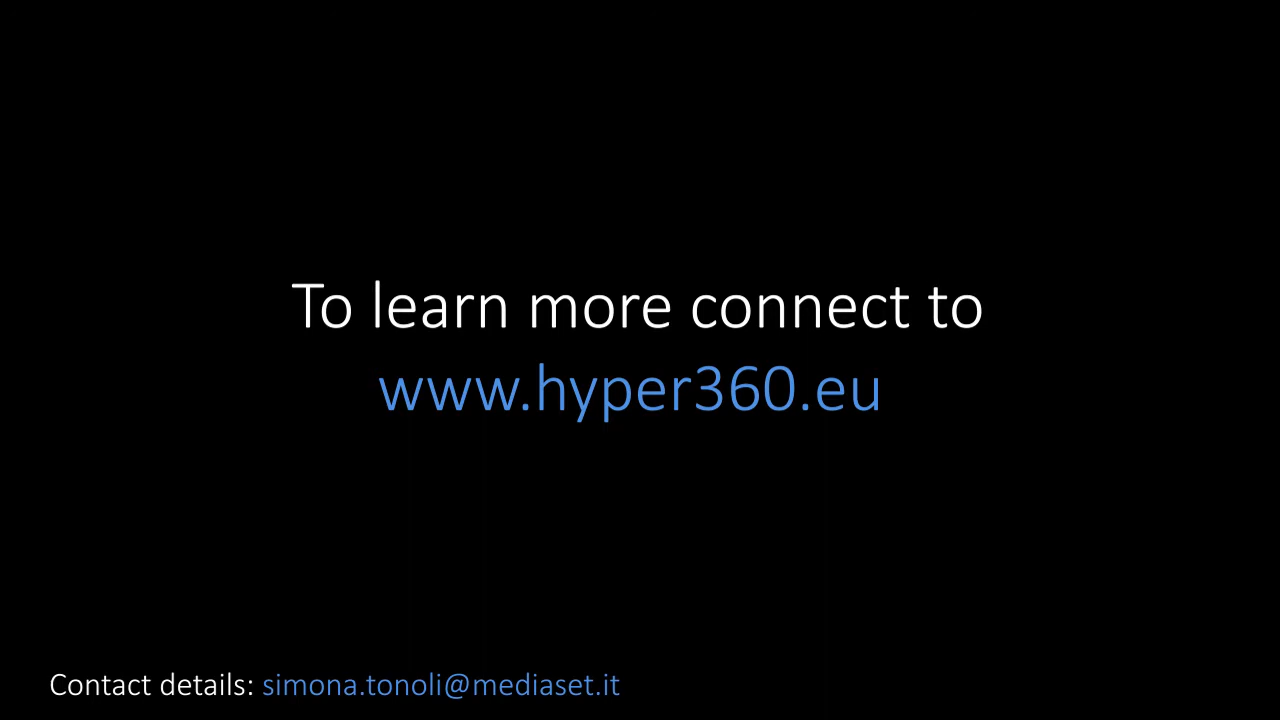 To learn more connect to
www.hyper360.eu
Contact details: simona.tonoli@mediaset.it